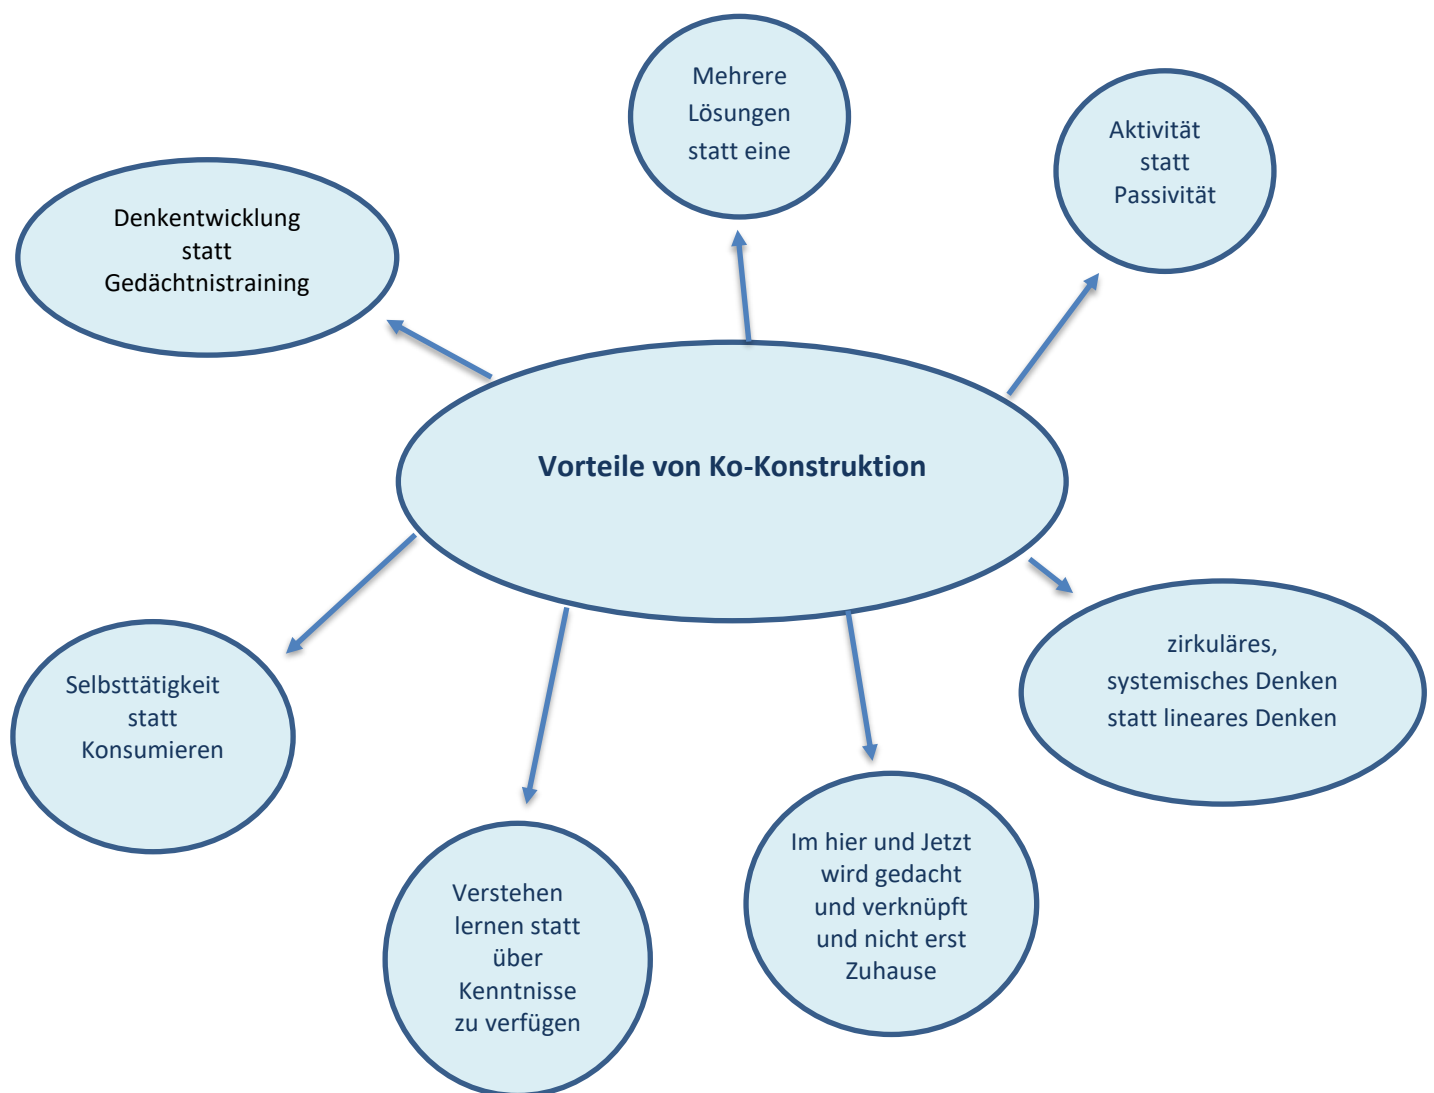 Mehrere
Lösungen
statt eine
Aktivität
statt
Passivität
Denkentwicklung
statt
Gedächtnistraining
Vorteile von Ko-Konstruktion
zirkuläres,
systemisches Denken
statt lineares Denken
Selbsttätigkeit
statt
Konsumieren
Im hier und Jetzt
wird gedacht
und verknüpft
und nicht erst
Zuhause
Verstehen
lernen statt
über
Kenntnisse
zu verfügen